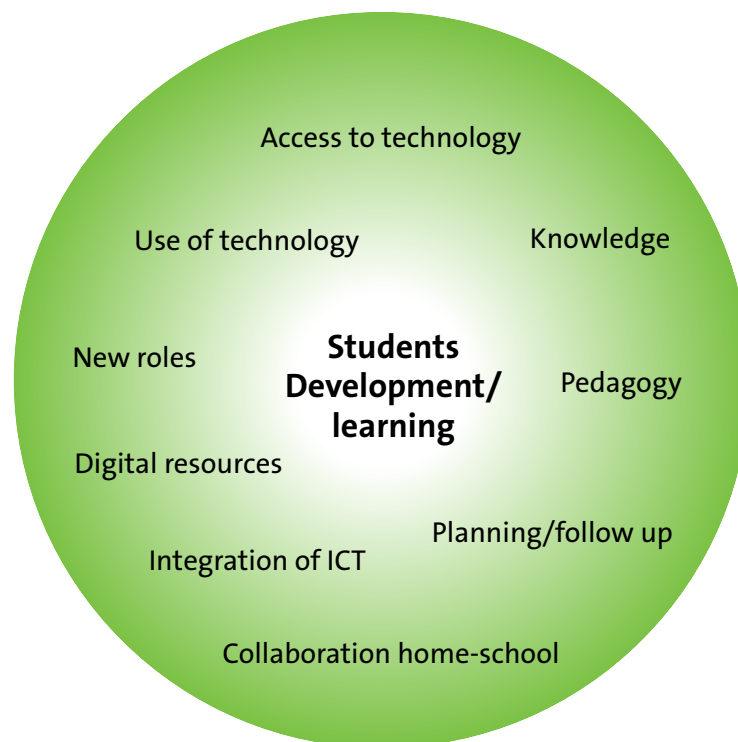 Access to technology
Use of technology
Knowledge
New roles
Students
Development/
learning
Pedagogy
Digital resources
Planning/follow up
Integration of ICT
Collaboration home-school